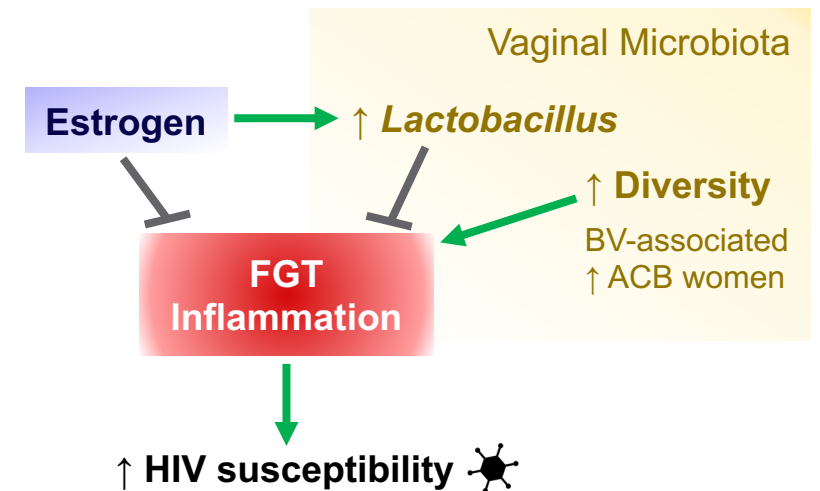 Vaginal Microbiota
Estrogen
↑ Lactobacillus
↑ Diversity
BV-associated
↑ ACB women
FGT
Inflammation
↑ HIV susceptibility